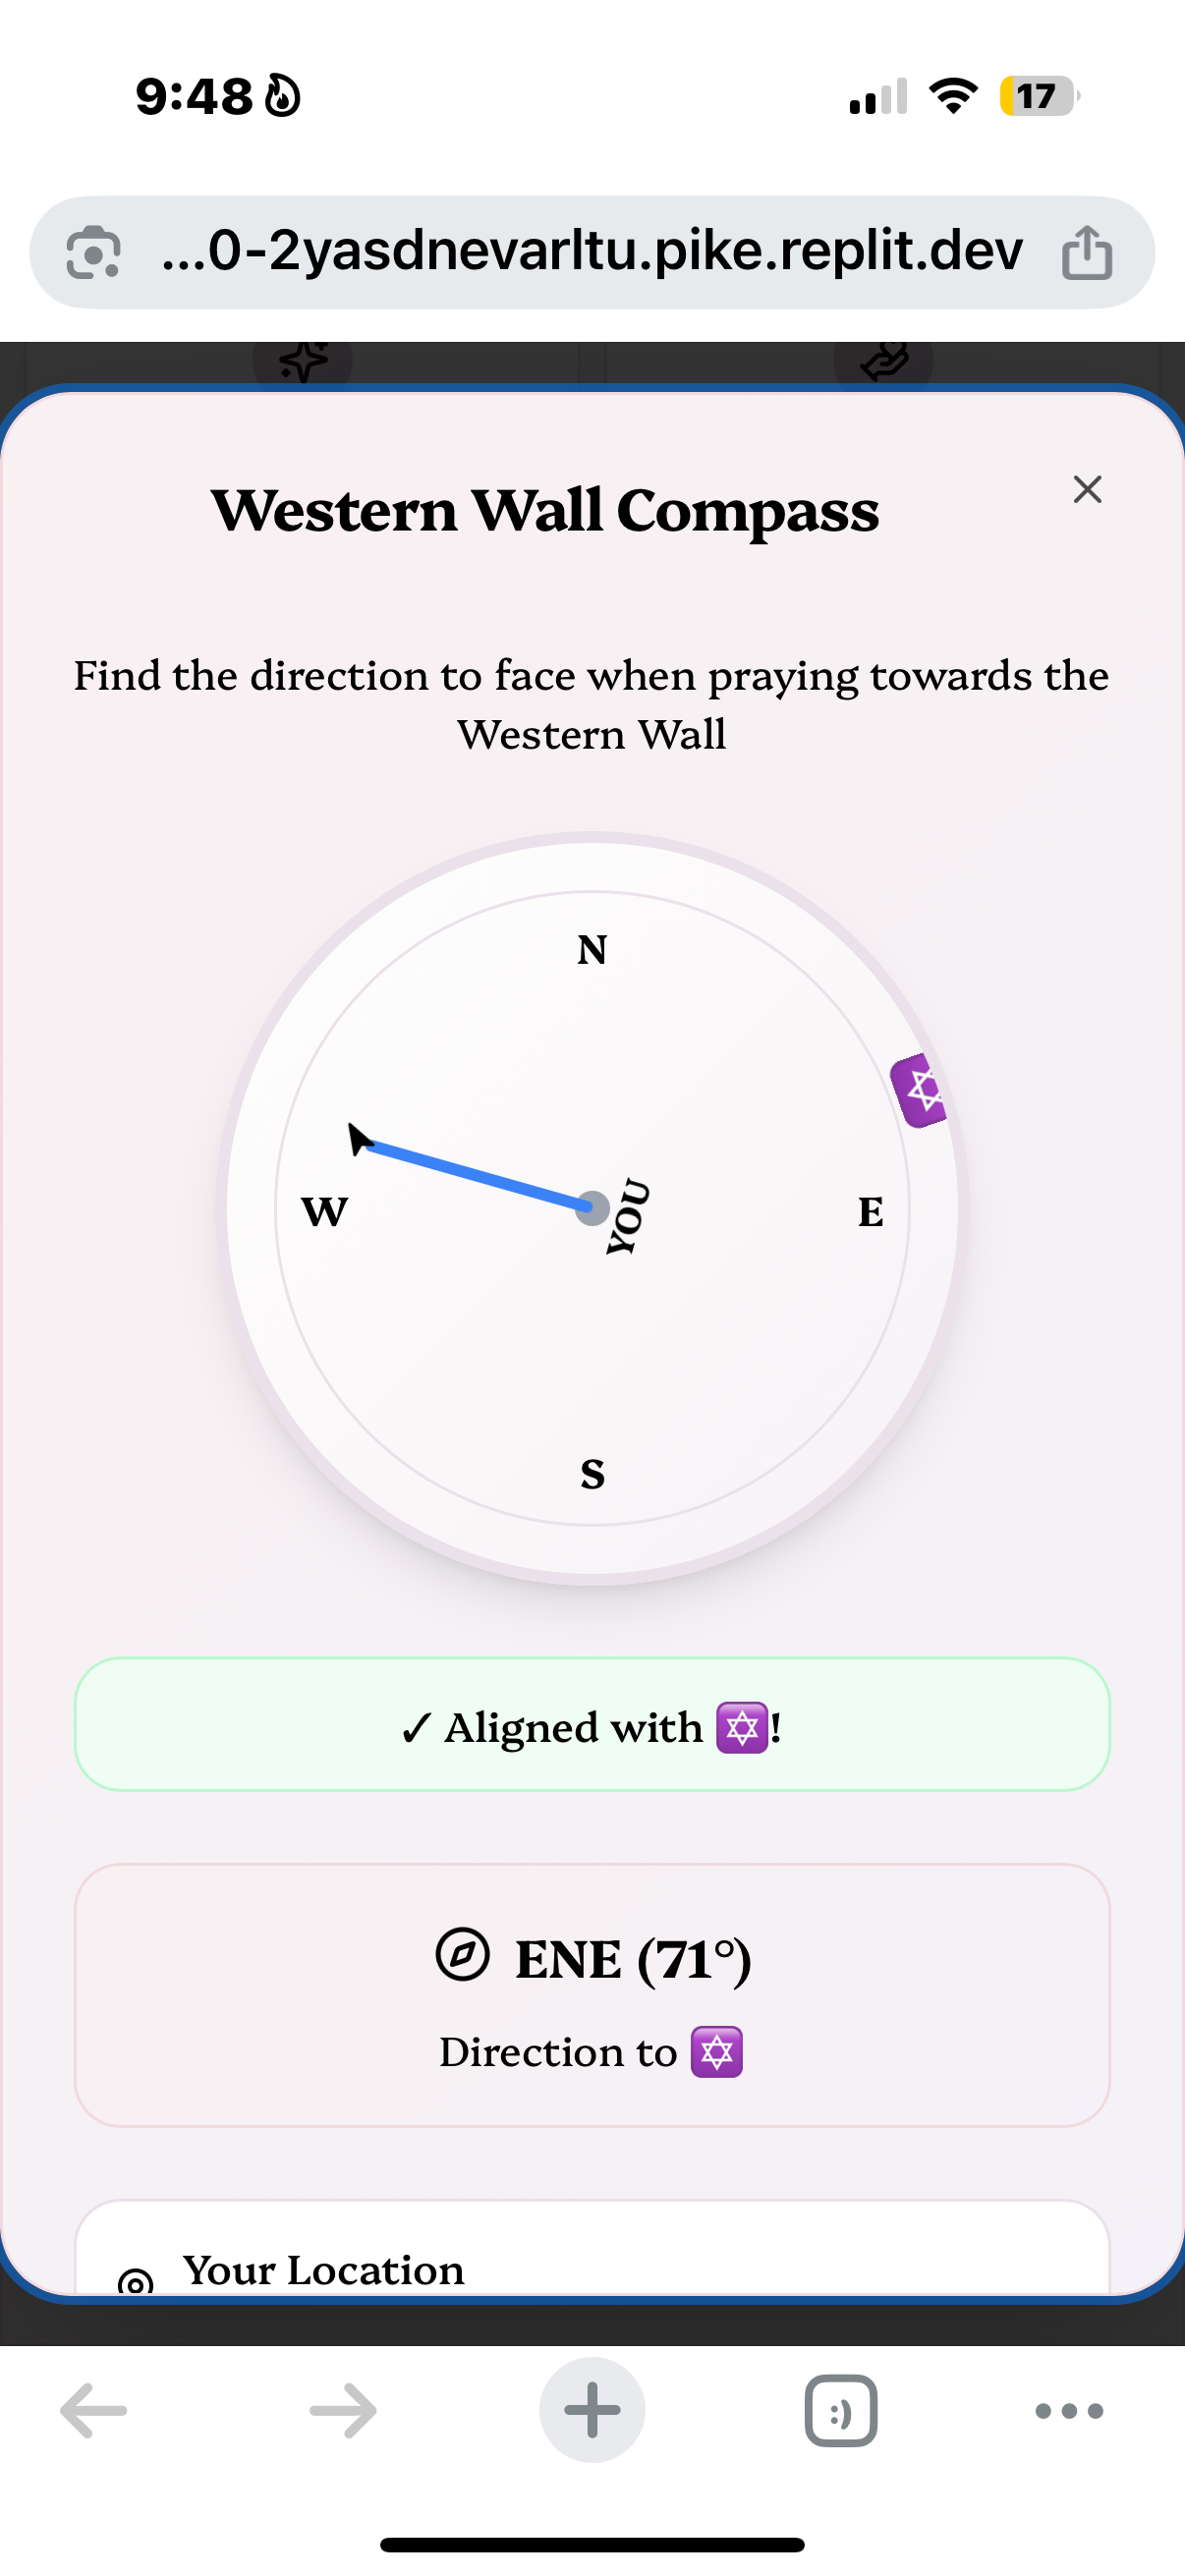 9:48
17
...0-2yasdnevarltu.pike.replit.dev
Western Wall Compass
Find the direction to face when praying towards the
Western Wall
N
W
YOU
E
S
✓ Aligned with ✡!
ENE (71°)
Direction to ✡
Your Location
:)